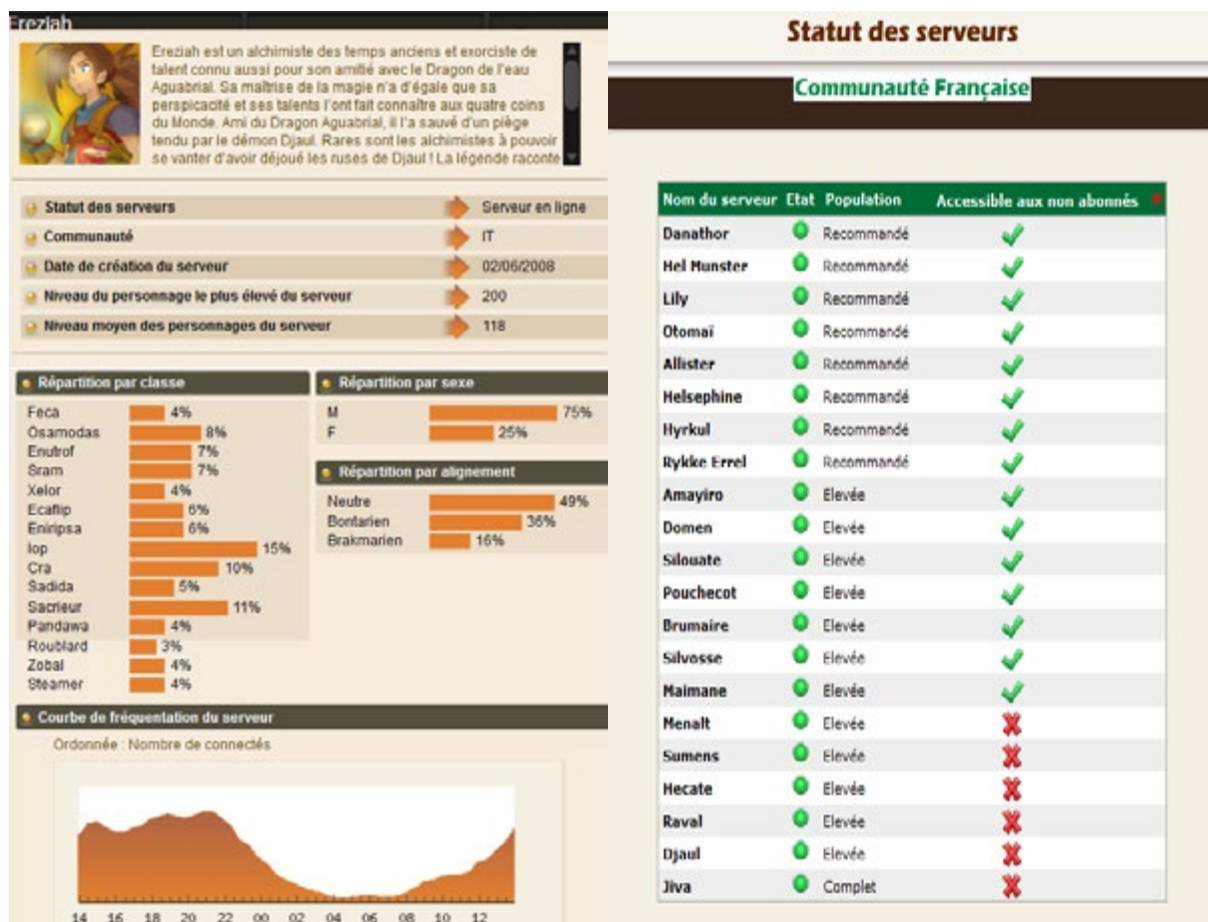 Ereziah
Ereziah est un alchimiste des temps anciens et exorciste de
talent connu aussi pour son amitié avec le Dragon de l'eau
Aguabrial. Sa maîtrise de la magie n'a d'égale que sa
perspicacité et ses talents l'ont fait connaître aux quatre coins
du Monde. Ami du Dragon Aguabrial, il l'a sauvé d'un piège
tendu par le démon Djaul. Rares sont les alchimistes à pouvoir
se vanter d'avoir déjoué les ruses de Djaul ! La légende raconte
Statut des serveurs Serveur en ligne
Communauté IT
Date de création du serveur 02/06/2008
Niveau du personnage le plus élevé du serveur 200
Niveau moyen des personnages du serveur 118
Répartition par classe
Feca 4%
Osamodas 8%
Enutrof 7%
Sram 7%
Xelor 4%
Ecaflip 6%
Eniripsa 6%
Iop 15%
Cra 10%
Sadida 5%
Sacrieur 11%
Pandawa 4%
Roublard 3%
Zobal 4%
Steamer 4%
Répartition par sexe
M 75%
F 25%
Répartition par alignement
Neutre 49%
Bontarien 36%
Brakmarien 16%
Courbe de fréquentation du serveur
Ordonnée : Nombre de connectés
14 16 18 20 22 00 02 04 06 08 10 12
Statut des serveurs
Communauté Française
Nom du serveur Etat Population Accessible aux non abonnés *
Danathor Recommandé
Hel Munster Recommandé
Lily Recommandé
Otomaï Recommandé
Allister Recommandé
Helsephine Recommandé
Hyrkul Recommandé
Rykke Errel Recommandé
Amayiro Elevée
Domen Elevée
Silouate Elevée
Pouchecot Elevée
Brumaire Elevée
Silvosse Elevée
Maimane Elevée
Menalt Elevée
Sumens Elevée
Hecate Elevée
Raval Elevée
Djaul Elevée
Jiva Complet